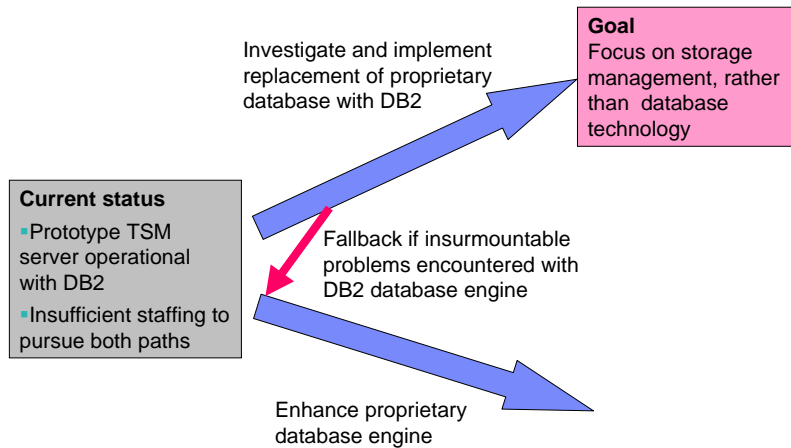 Investigate and implement
replacement of proprietary
database with DB2
Goal
Focus on storage
management, rather
than database
technology
Current status
▪Prototype TSM
server operational
with DB2
▪Insufficient staffing to
pursue both paths
Fallback if insurmountable
problems encountered with
DB2 database engine
Enhance proprietary
database engine